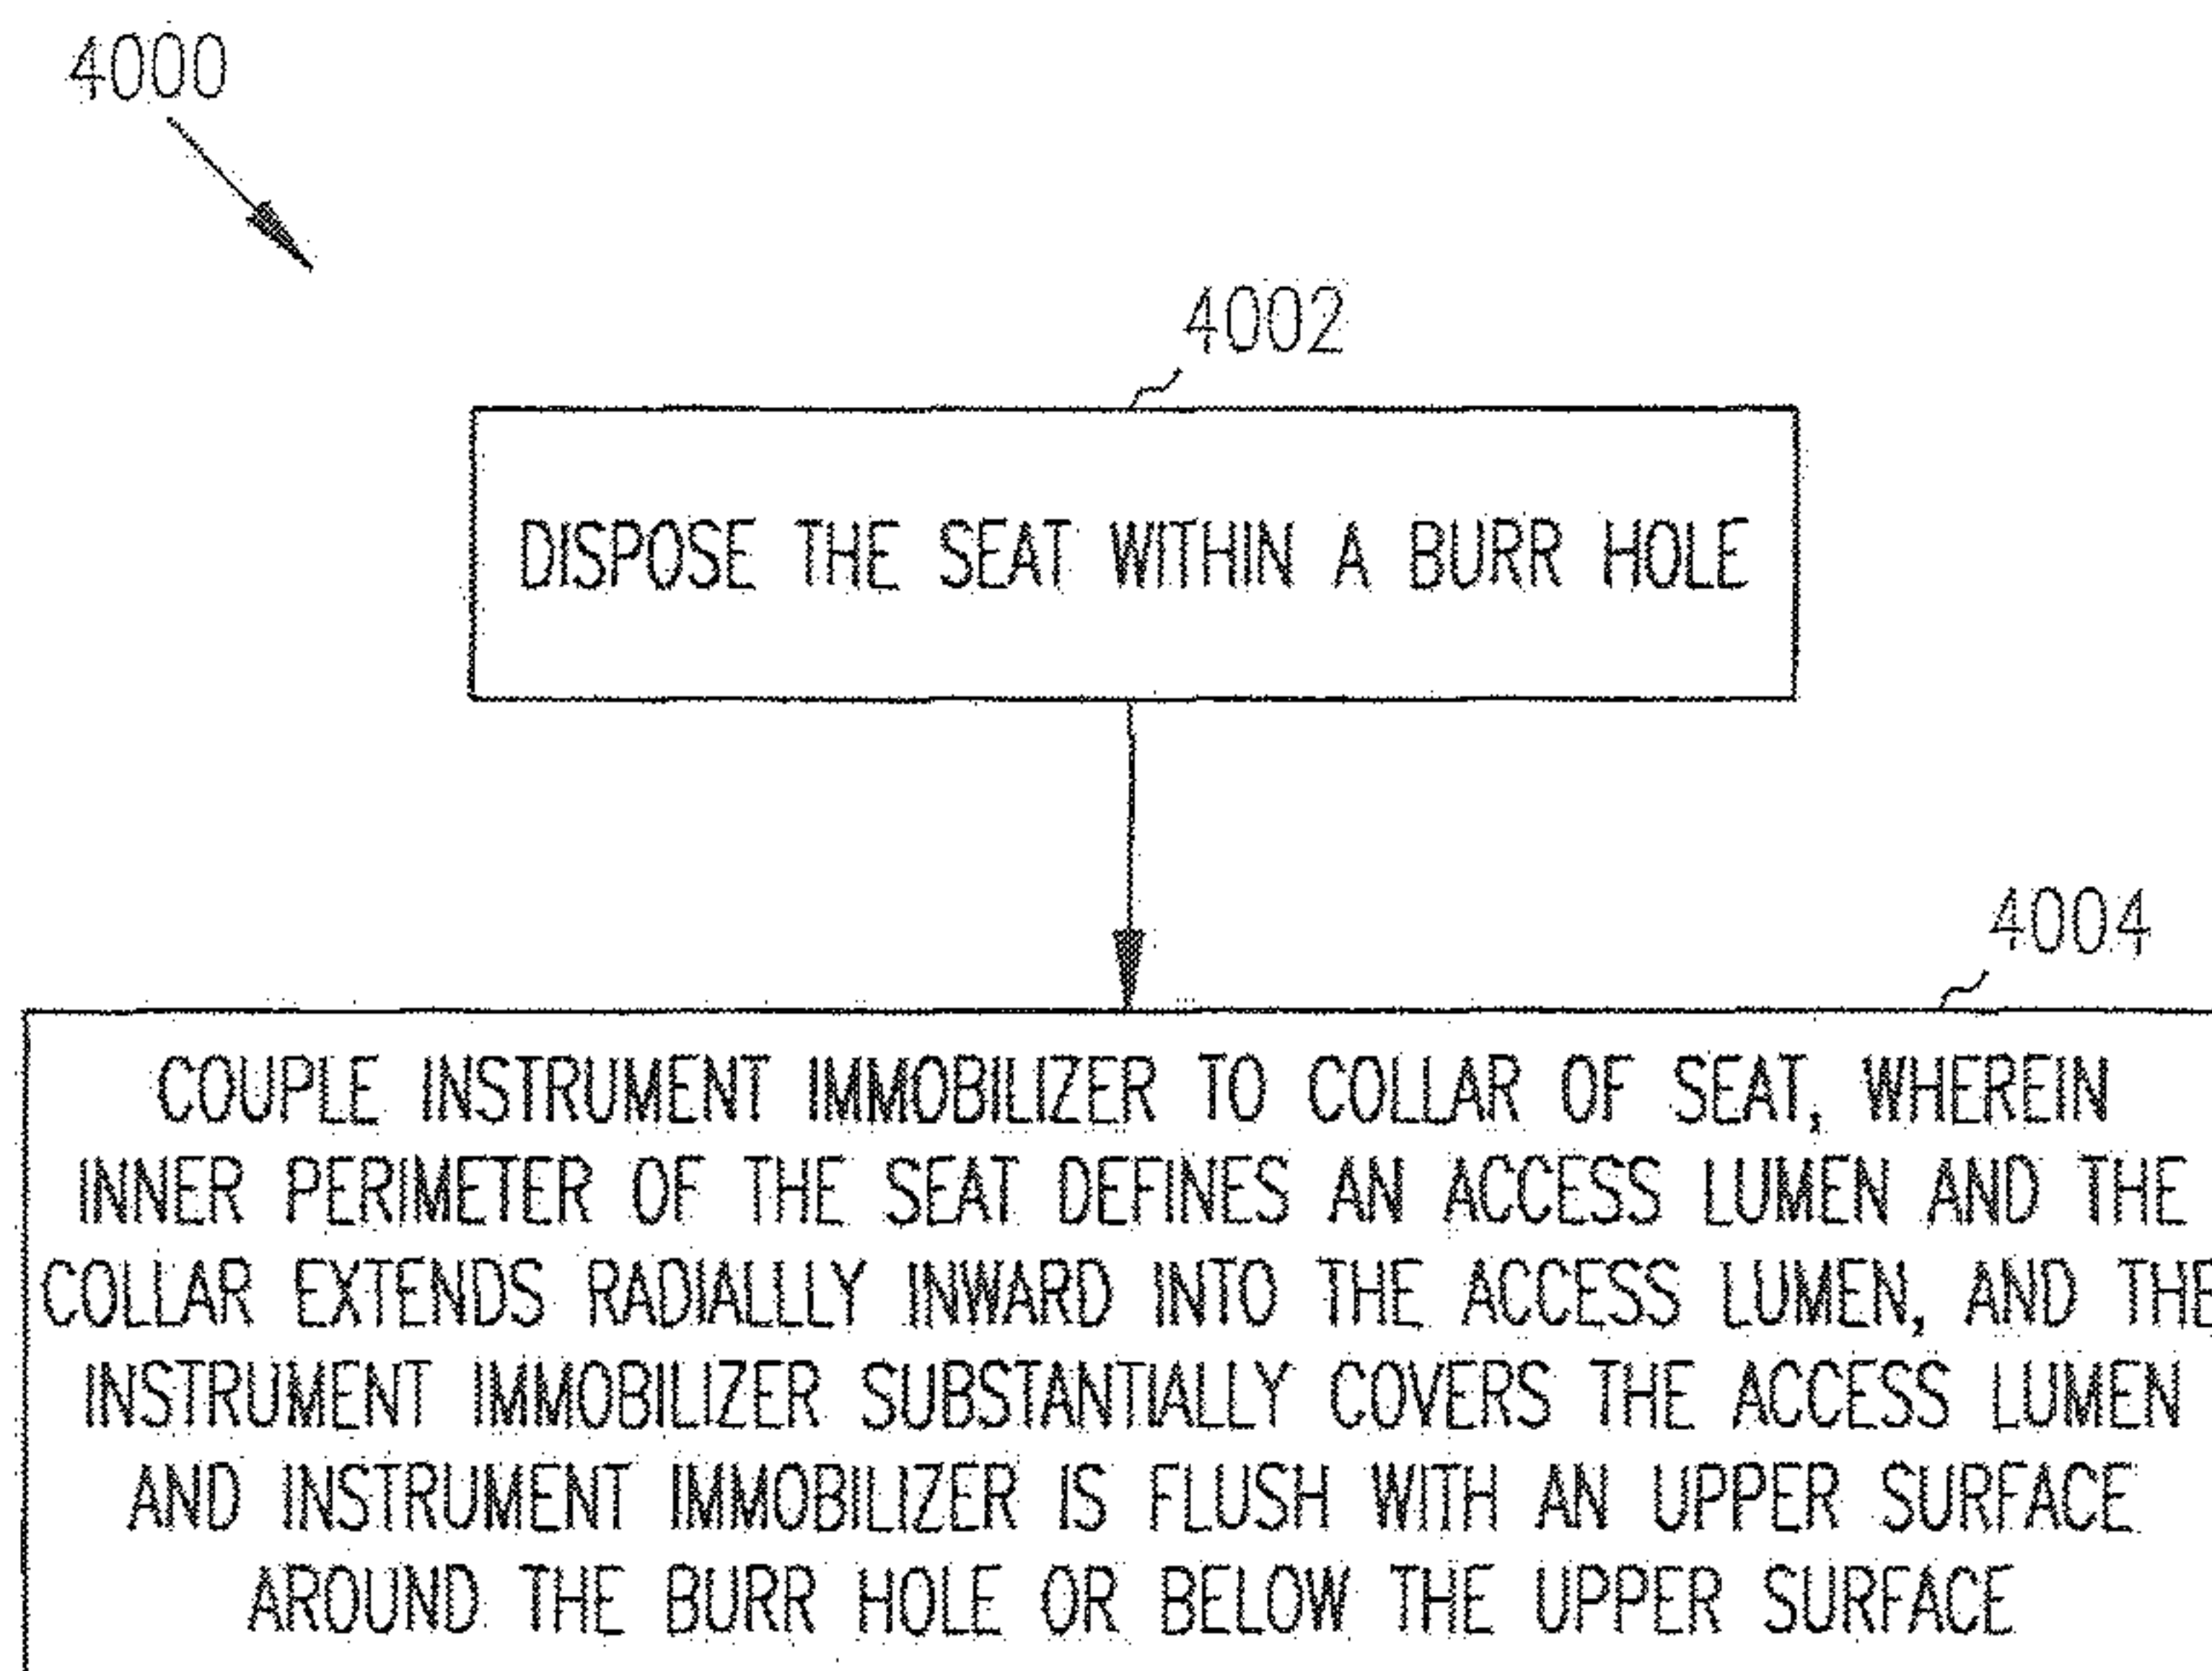 4000
4002
DISPOSE THE SEAT WITHIN A BURR HOLE
4004
COUPLE INSTRUMENT IMMOBILIZER TO COLLAR OF SEAT, WHEREIN
INNER PERIMETER OF THE SEAT DEFINES AN ACCESS LUMEN AND THE
COLLAR EXTENDS RADIALLLY INWARD INTO THE ACCESS LUMEN, AND THE
INSTRUMENT IMMOBILIZER SUBSTANTIALLY COVERS THE ACCESS LUMEN
AND INSTRUMENT IMMOBILIZER IS FLUSH WITH AN UPPER SURFACE
AROUND THE BURR HOLE OR BELOW THE UPPER SURFACE